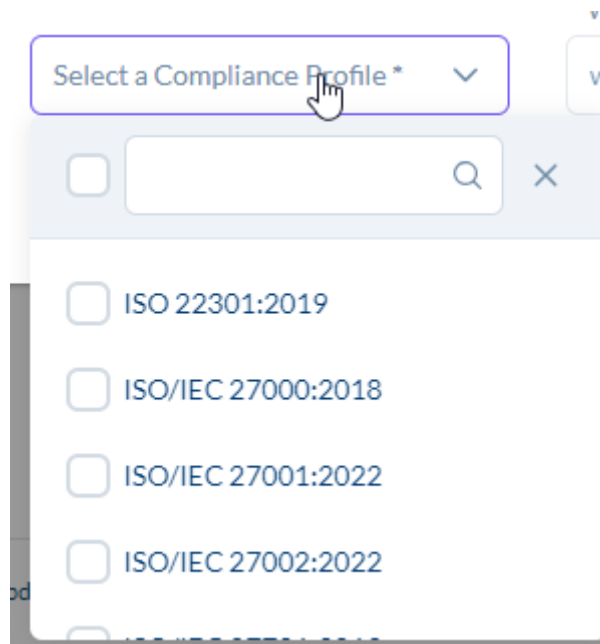 Select a Compliance Profile *
ISO 22301:2019
ISO/IEC 27000:2018
ISO/IEC 27001:2022
ISO/IEC 27002:2022